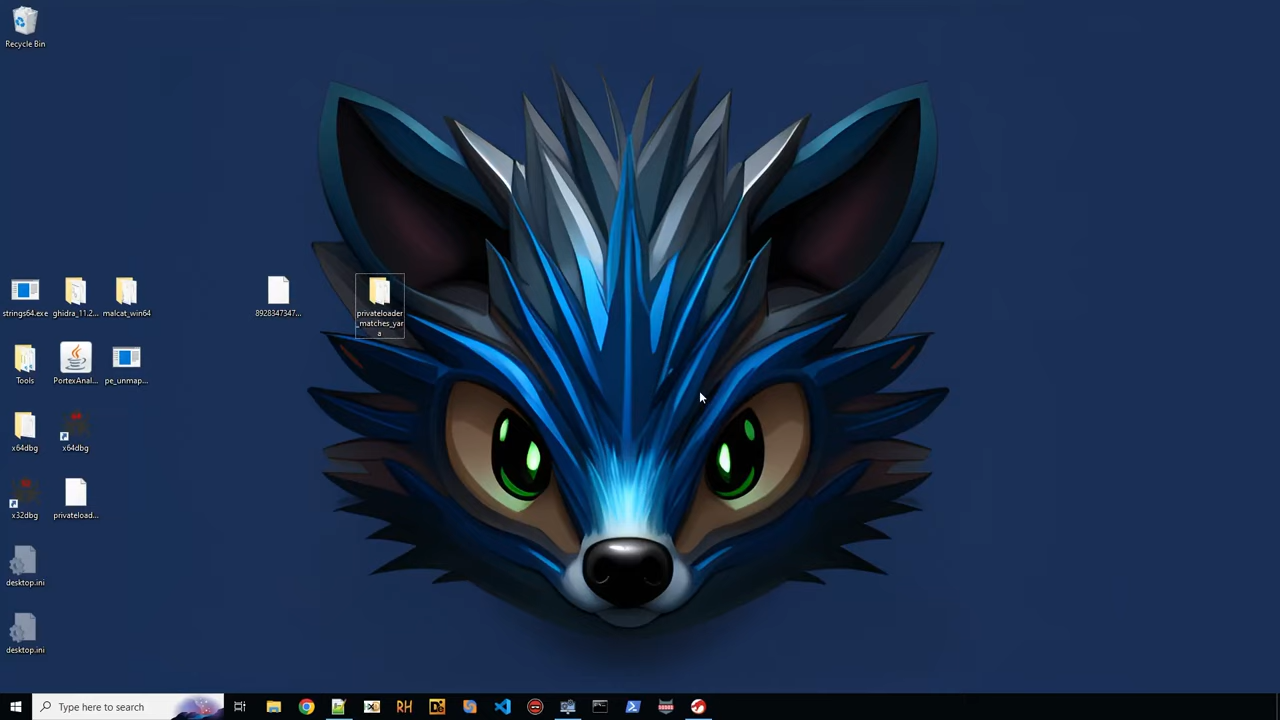 Recycle Bin
strings64.exe
ghidra_11.2...
malcat_win64
8928347347...
privateloader
_matches_yar
a
Tools
PortexAnal...
pe_unmap...
x64dbg
x64dbg
x32dbg
privateload...
desktop.ini
desktop.ini
Type here to search
RH